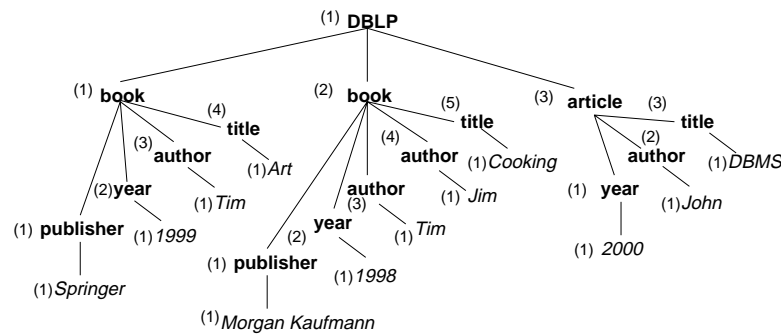 (1) DBLP
(1) book
(2) book
(3) article
(4) title
(5) title
(3) title
(3) author
(4) author
(2) author
(1) Art
(1) Cooking
(1) DBMS
(2) year
(3) author
(1) year
(1) Tim
(1) Jim
(1) John
(1) publisher
(2) year
(1) 1999
(1) Tim
(1) 2000
(1) publisher
(1) 1998
(1) Springer
(1) Morgan Kaufmann